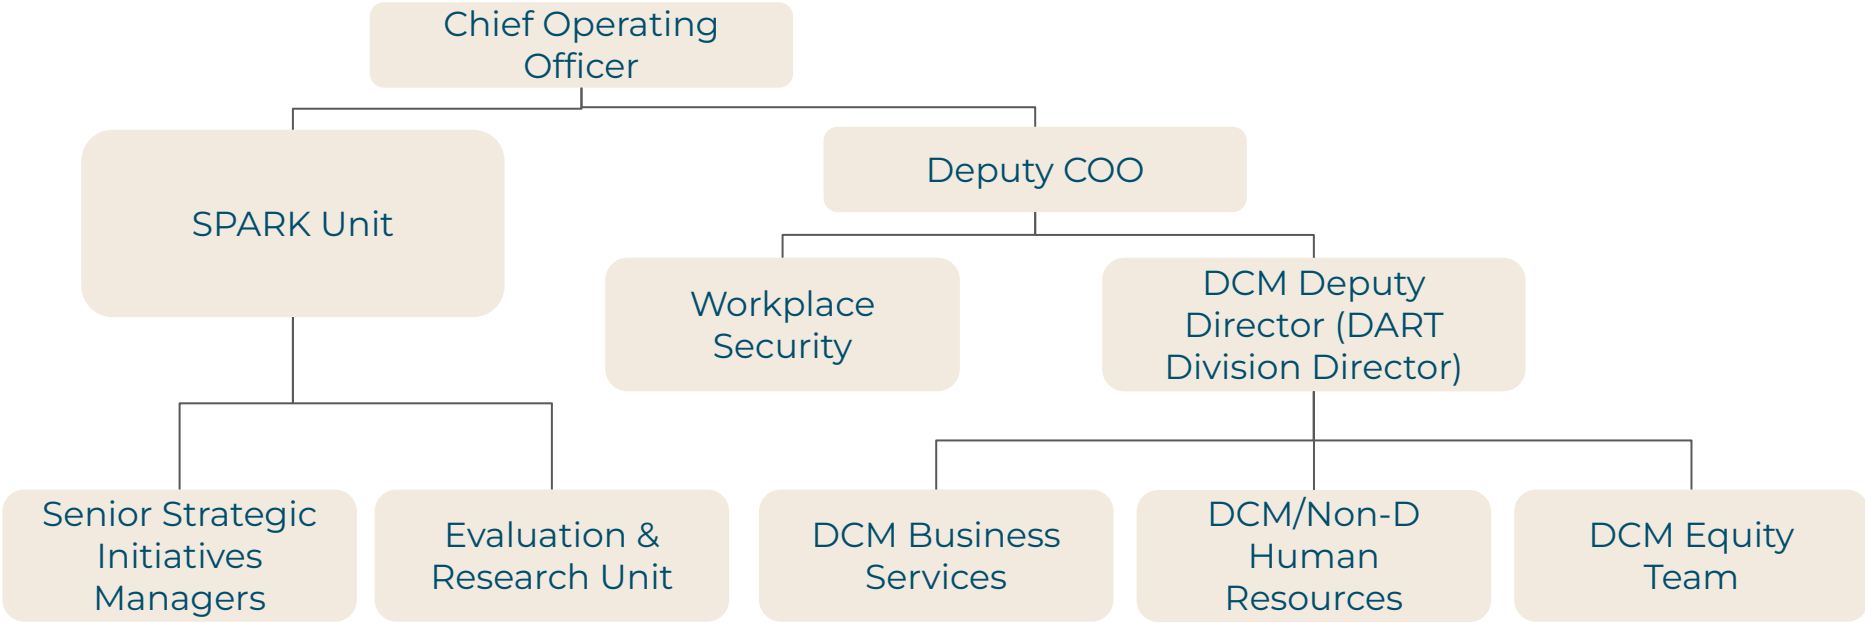 Chief Operating
Officer
SPARK Unit
Deputy COO
Workplace
Security
DCM Deputy
Director (DART
Division Director)
Senior Strategic
Initiatives
Managers
Evaluation &
Research Unit
DCM Business
Services
DCM/Non-D
Human
Resources
DCM Equity
Team